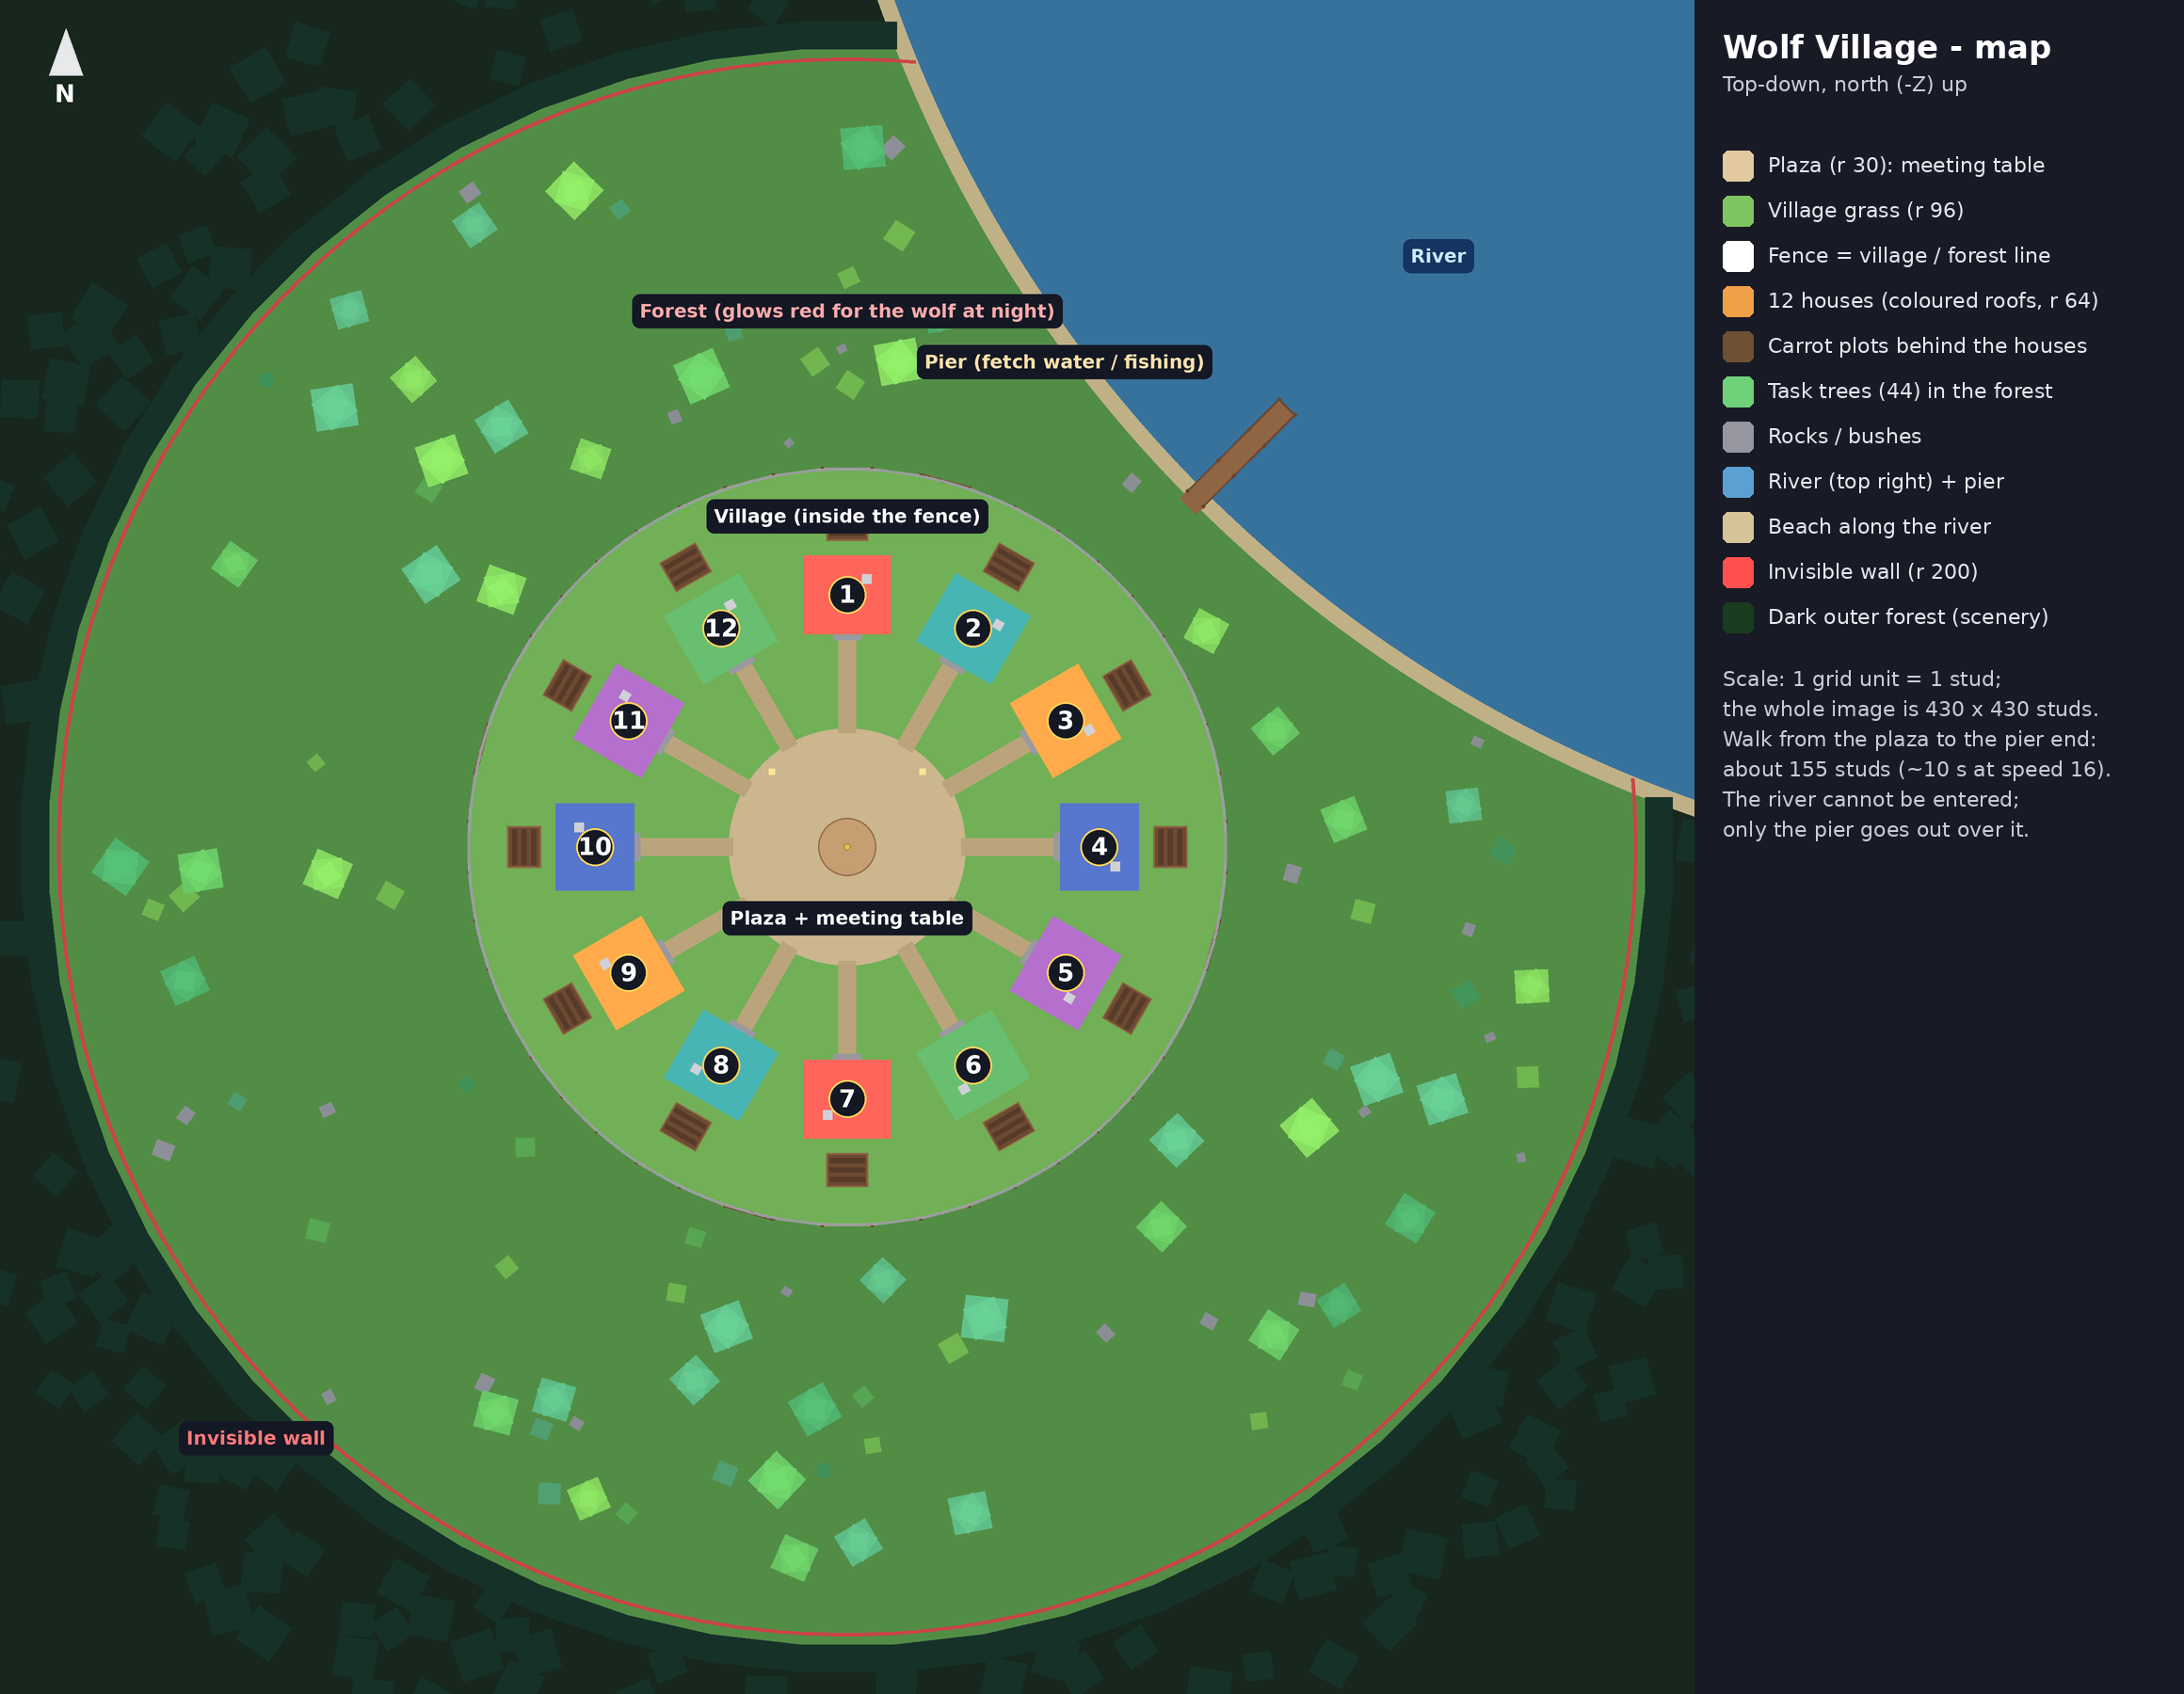 N
Forest (glows red for the wolf at night)
River
Pier (fetch water / fishing)
Village (inside the fence)
1
2
3
4
5
6
7
8
9
10
11
12
Plaza + meeting table
Invisible wall
Wolf Village - map
Top-down, north (-Z) up
Plaza (r 30): meeting table
Village grass (r 96)
Fence = village / forest line
12 houses (coloured roofs, r 64)
Carrot plots behind the houses
Task trees (44) in the forest
Rocks / bushes
River (top right) + pier
Beach along the river
Invisible wall (r 200)
Dark outer forest (scenery)
Scale: 1 grid unit = 1 stud;
the whole image is 430 x 430 studs.
Walk from the plaza to the pier end:
about 155 studs (~10 s at speed 16).
The river cannot be entered;
only the pier goes out over it.